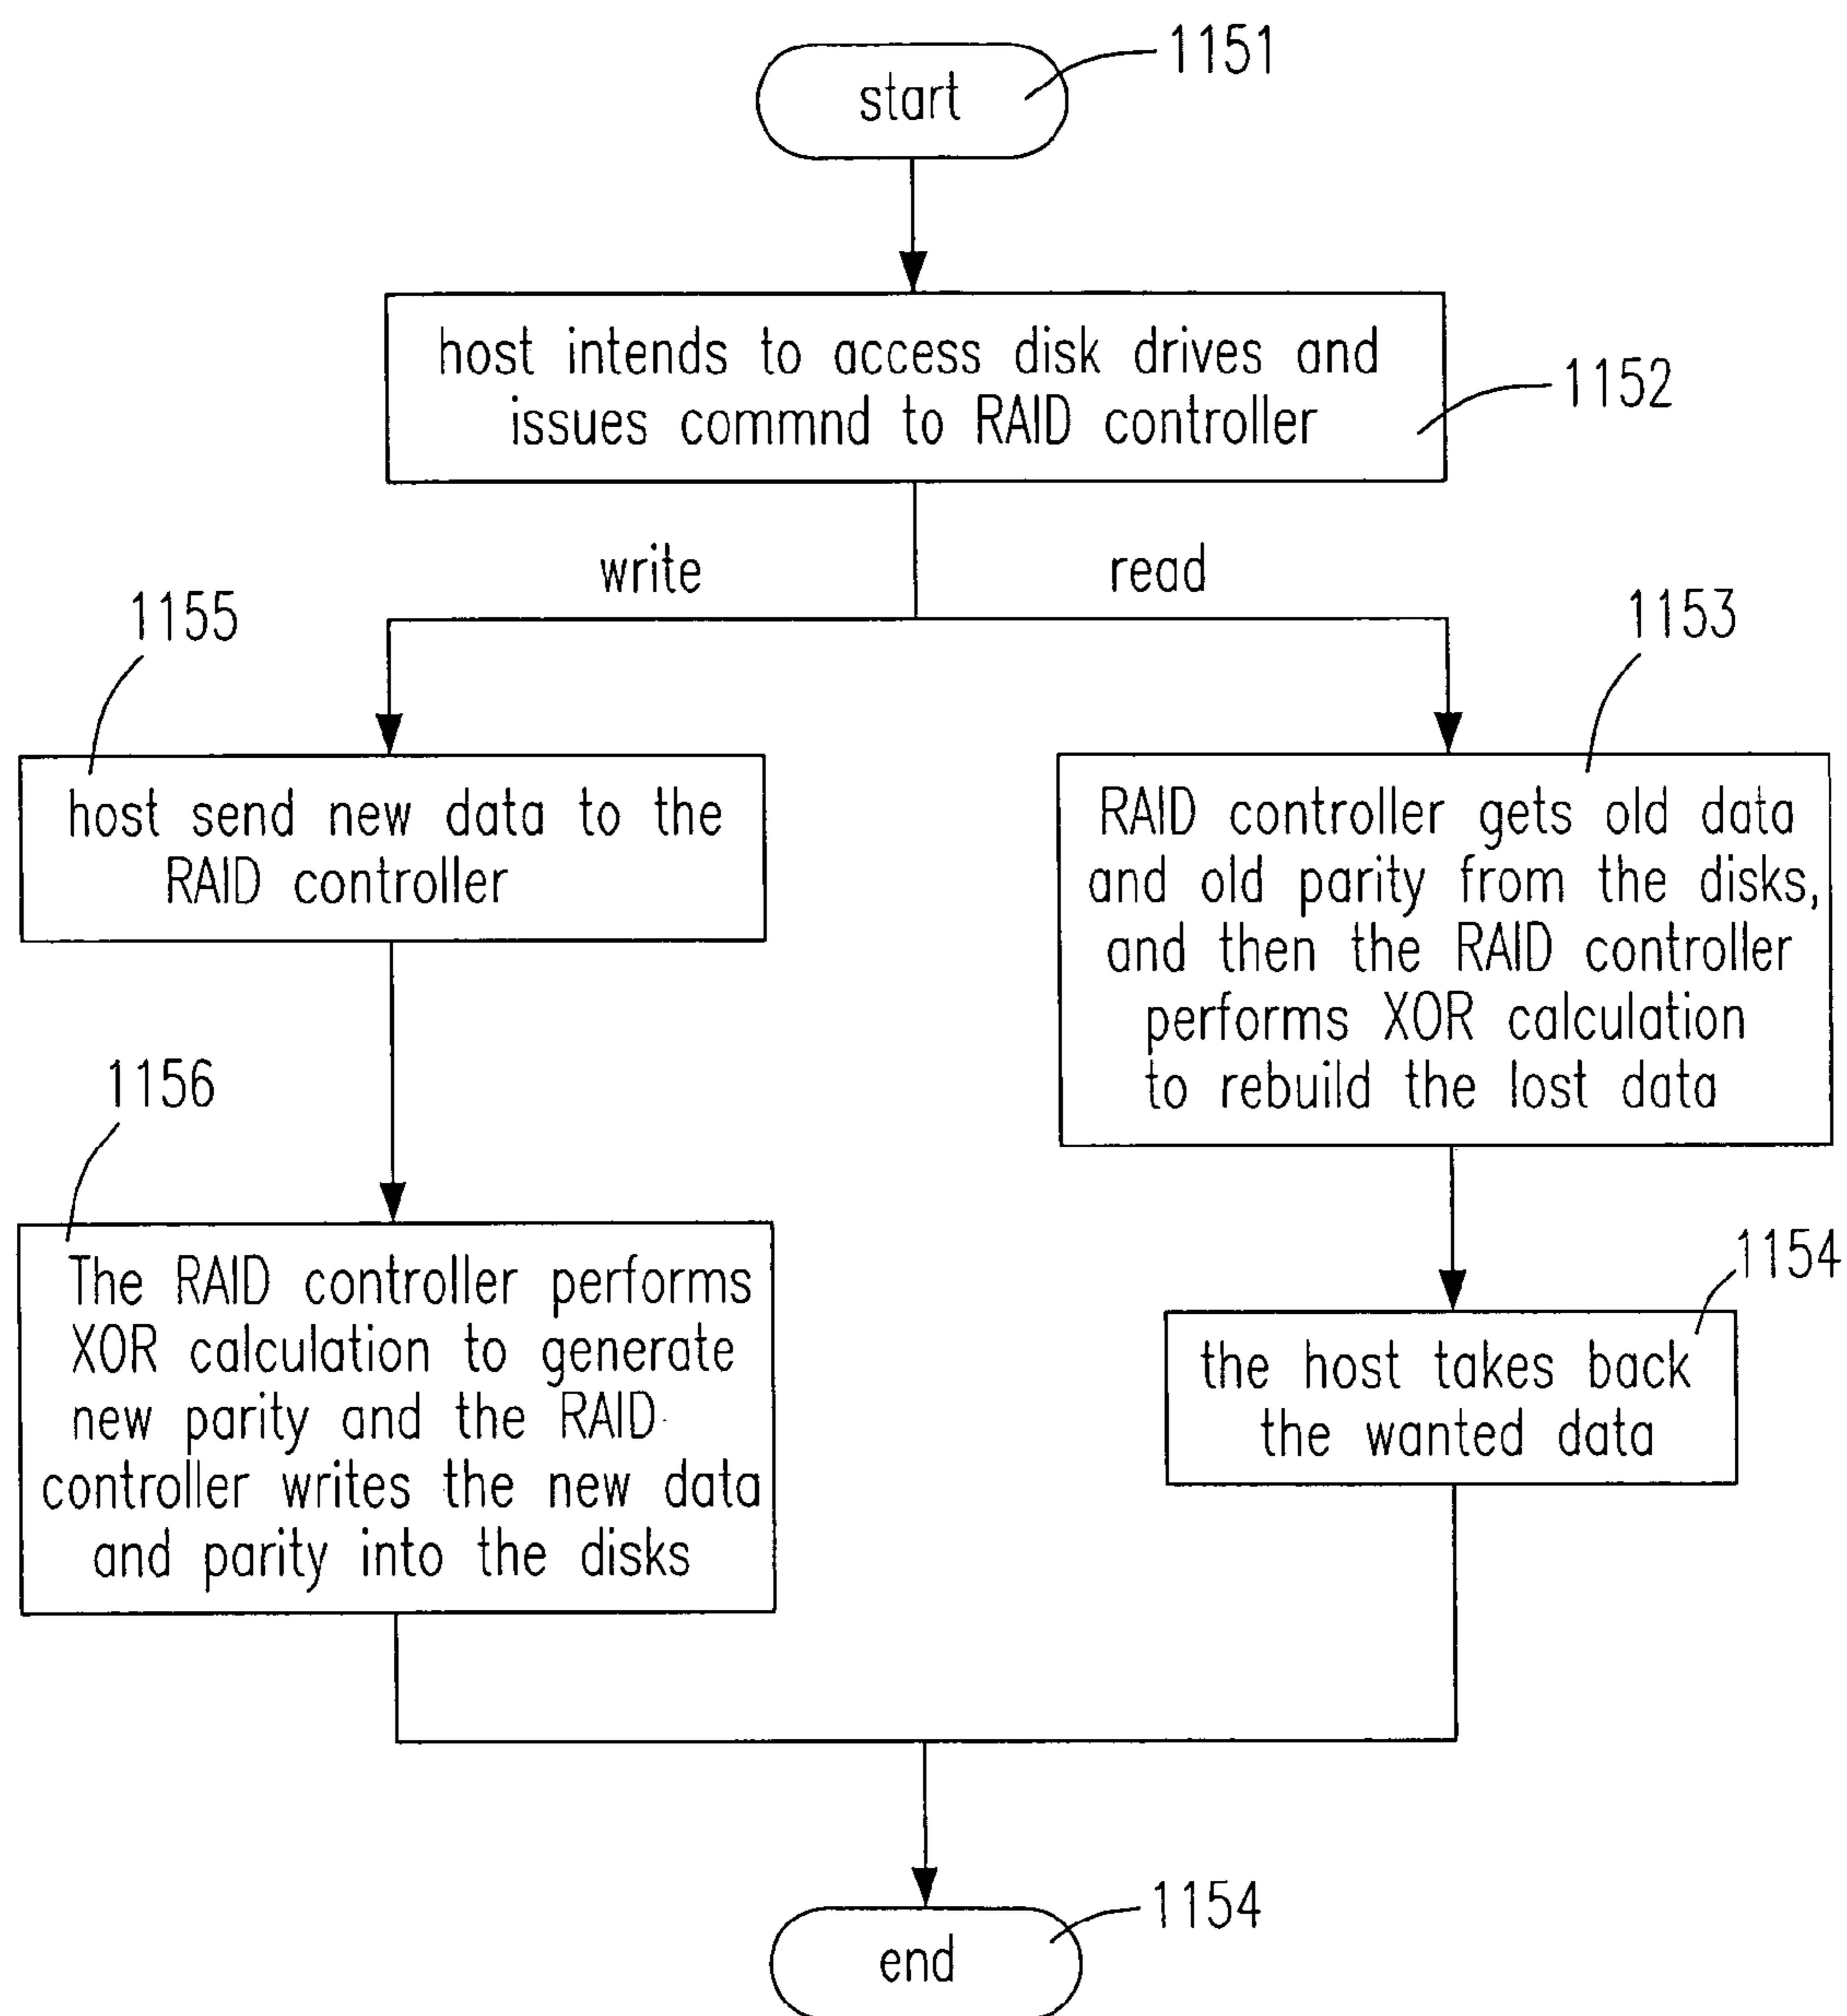 1151
start
host intends to access disk drives and
issues commnd to RAID controller
1152
write
read
1155
host send new data to the
RAID controller
1153
RAID controller gets old data
and old parity from the disks,
and then the RAID controller
performs XOR calculation
to rebuild the lost data
1156
The RAID controller performs
XOR calculation to generate
new parity and the RAID
controller writes the new data
and parity into the disks
1154
the host takes back
the wanted data
1154
end